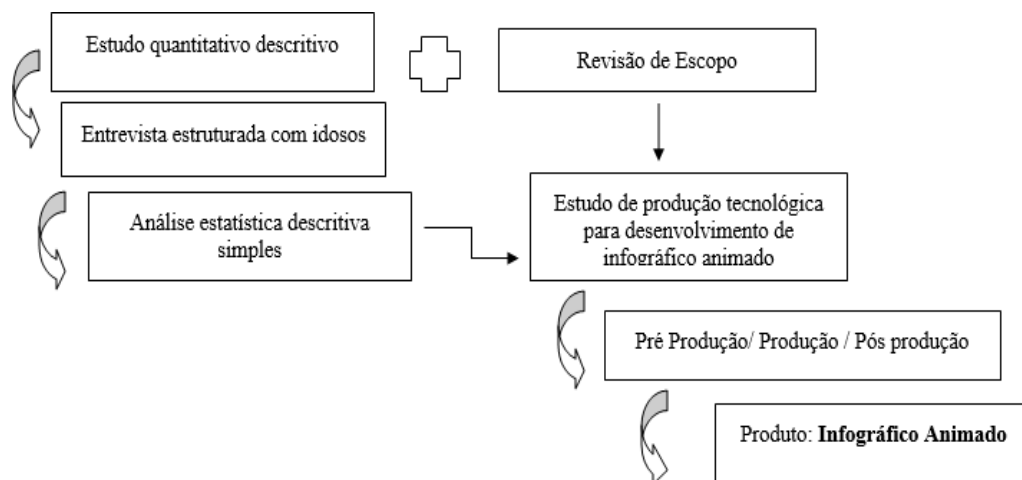 Estudo quantitativo descritivo
Revisão de Escopo
Entrevista estruturada com idosos
Análise estatística descritiva
simples
Estudo de produção tecnológica
para desenvolvimento de
infográfico animado
Pré Produção/ Produção / Pós produção
Produto: Infográfico Animado